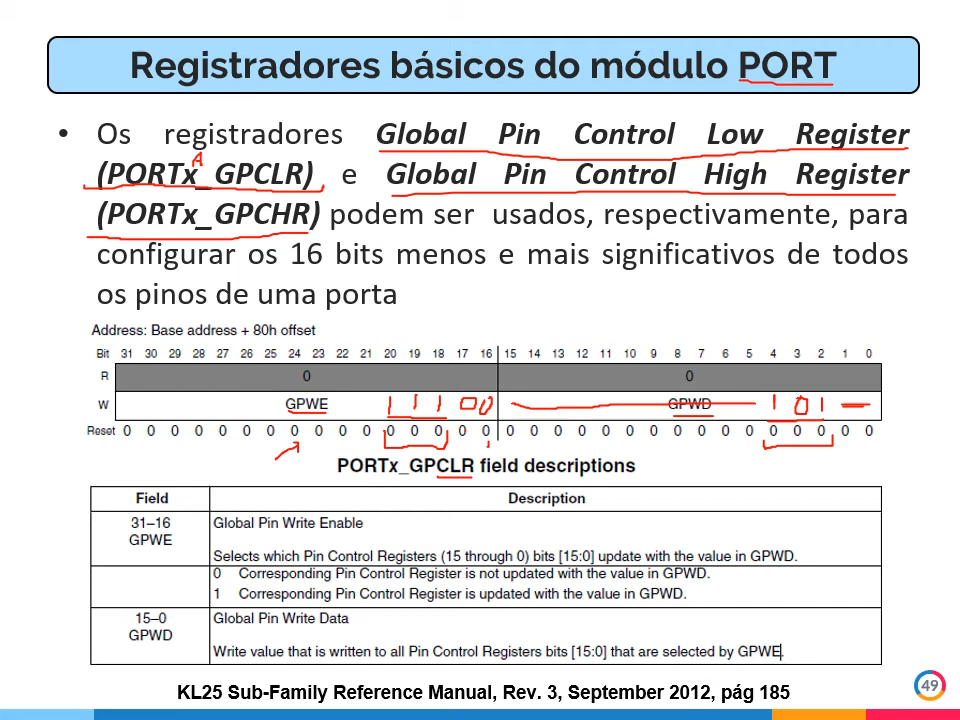 Registradores básicos do módulo PORT
• Os registradores Global Pin Control Low Register
A
(PORTx_GPCLR) e Global Pin Control High Register
(PORTx_GPCHR) podem ser usados, respectivamente, para
configurar os 16 bits menos e mais significativos de todos
os pinos de uma porta
Address: Base address + 80h offset
Bit 31 30 29 28 27 26 25 24 23 22 21 20 19 18 17 16 15 14 13 12 11 10 9 8 7 6 5 4 3 2 1 0
R 0 0
W GPWE 1 1 1 0 0 GPWD 1 0 1
Reset 0 0 0 0 0 0 0 0 0 0 0 0 0 0 0 0 0 0 0 0 0 0 0 0 0 0 0 0 0 0 0 0
PORTx_GPCLR field descriptions
Field Description
31–16 Global Pin Write Enable
GPWE
Selects which Pin Control Registers (15 through 0) bits [15:0] update with the value in GPWD.
0 Corresponding Pin Control Register is not updated with the value in GPWD.
1 Corresponding Pin Control Register is updated with the value in GPWD.
15–0 Global Pin Write Data
GPWD
Write value that is written to all Pin Control Registers bits [15:0] that are selected by GPWE.
KL25 Sub-Family Reference Manual, Rev. 3, September 2012, pág 185
49